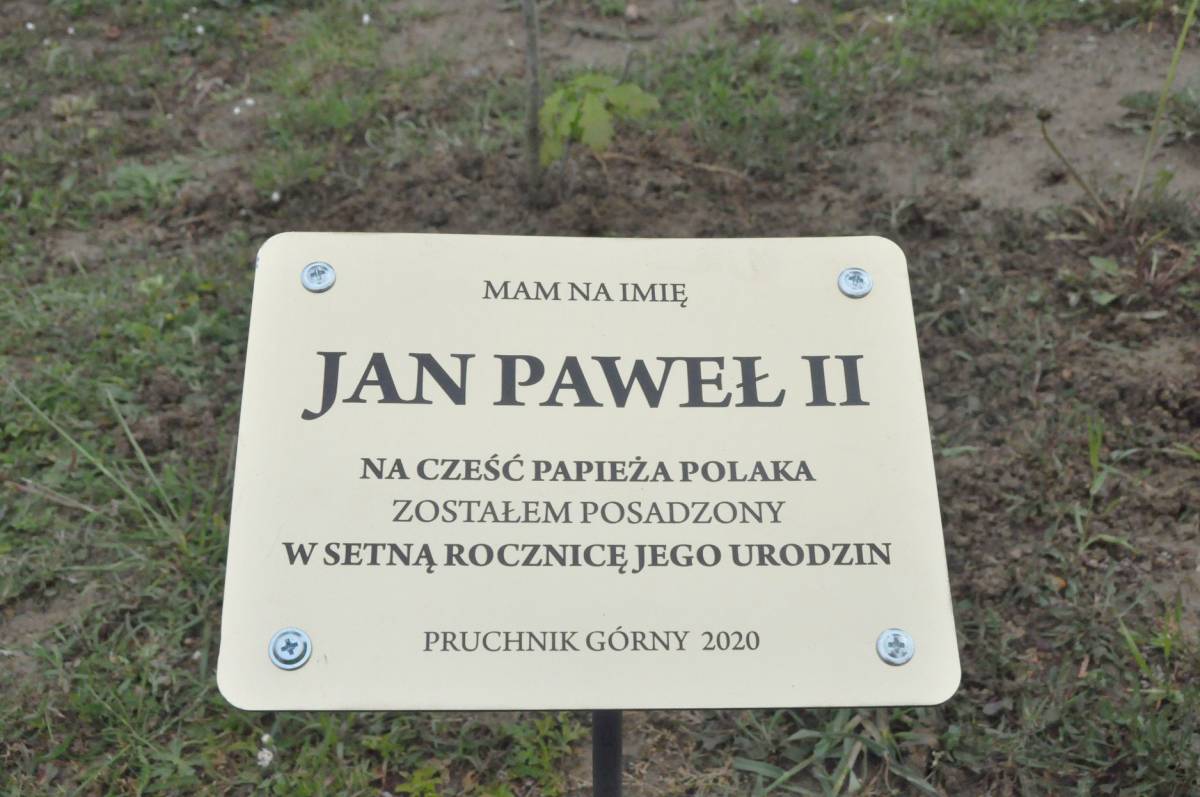 MAM NA IMIĘ
JAN PAWEŁ II
NA CZEŚĆ PAPIEŻA POLAKA
ZOSTAŁEM POSADZONY
W SETNĄ ROCZNICĘ JEGO URODZIN
PRUCHNIK GÓRNY 2020